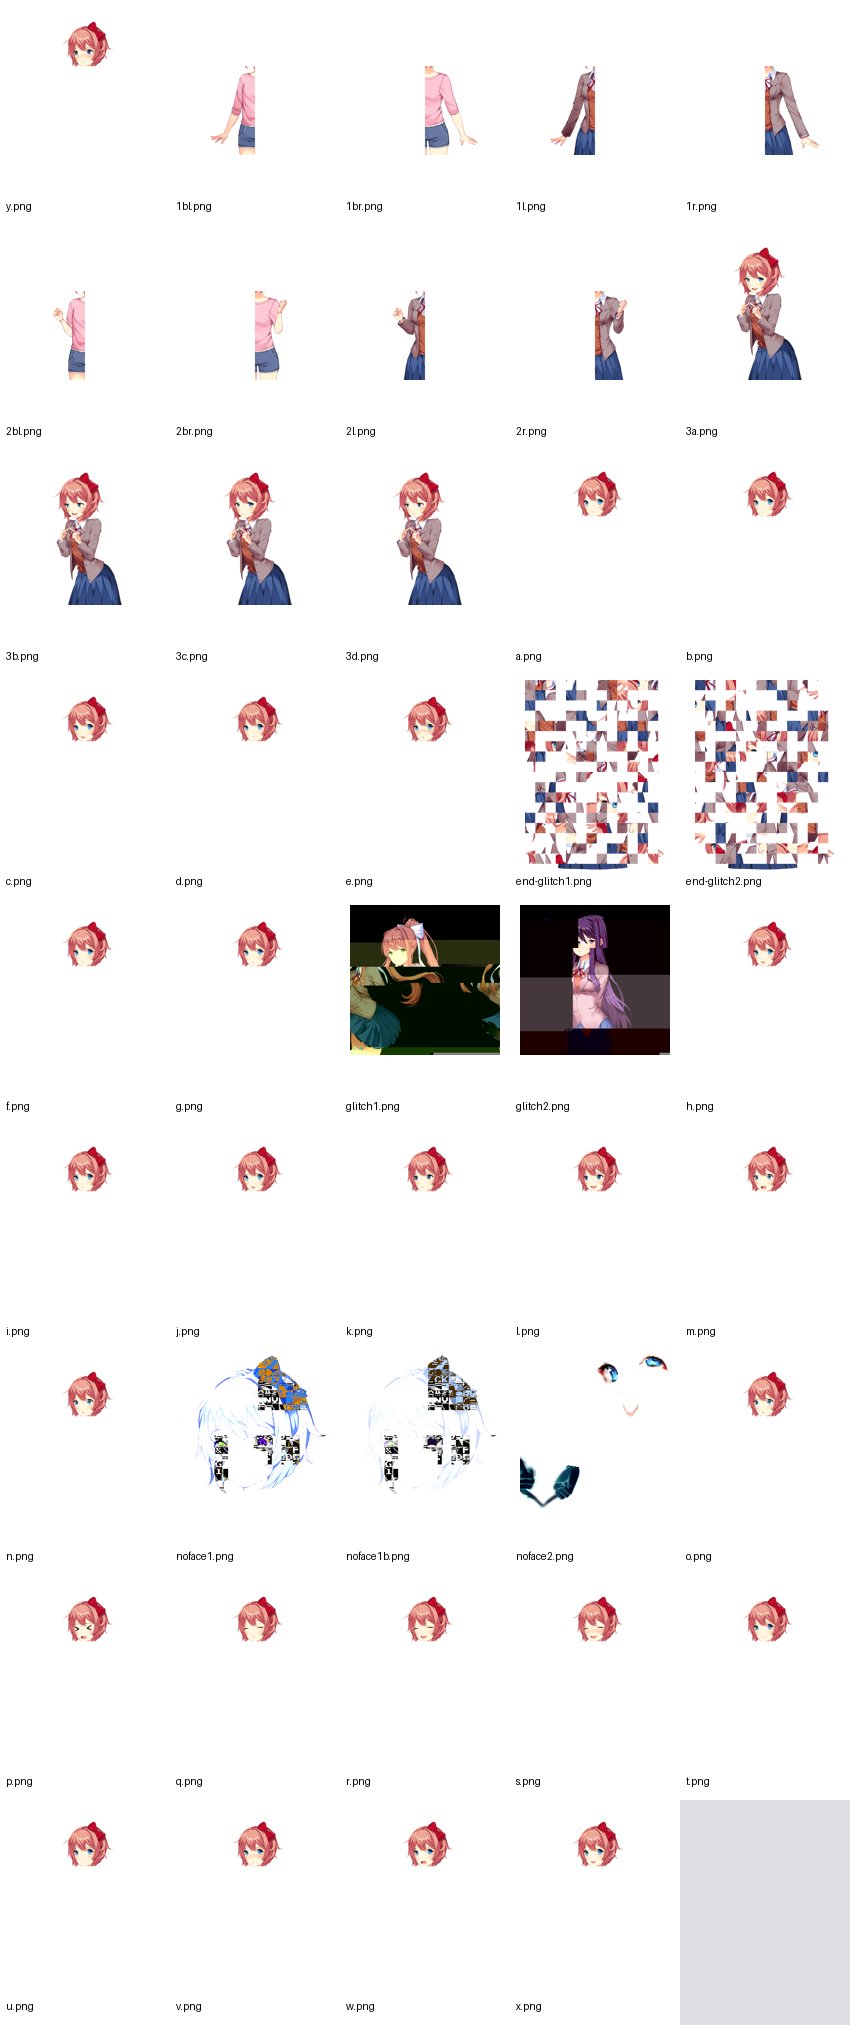 y.png 1bl.png 1br.png 1l.png 1r.png
2bl.png 2br.png 2l.png 2r.png 3a.png
3b.png 3c.png 3d.png a.png b.png
c.png d.png e.png end-glitch1.png end-glitch2.png
f.png g.png glitch1.png glitch2.png h.png
i.png j.png k.png l.png m.png
n.png noface1.png noface1b.png noface2.png o.png
p.png q.png r.png s.png t.png
u.png v.png w.png x.png